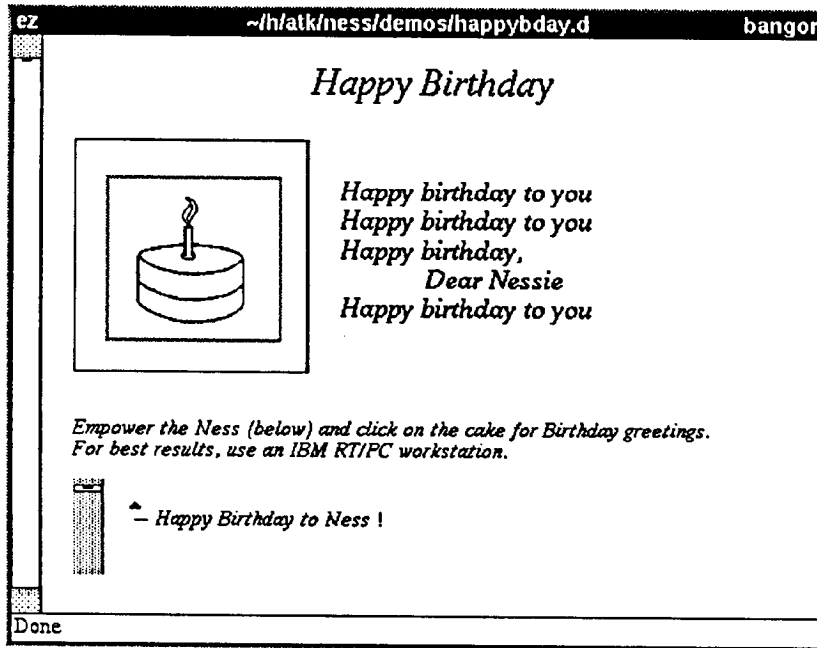 ez ~/h/atk/ness/demos/happybday.d bangor
Happy Birthday
Happy birthday to you
Happy birthday to you
Happy birthday,
Dear Nessie
Happy birthday to you
Empower the Ness (below) and click on the cake for Birthday greetings.
For best results, use an IBM RT/PC workstation.
-- Happy Birthday to Ness !
Done